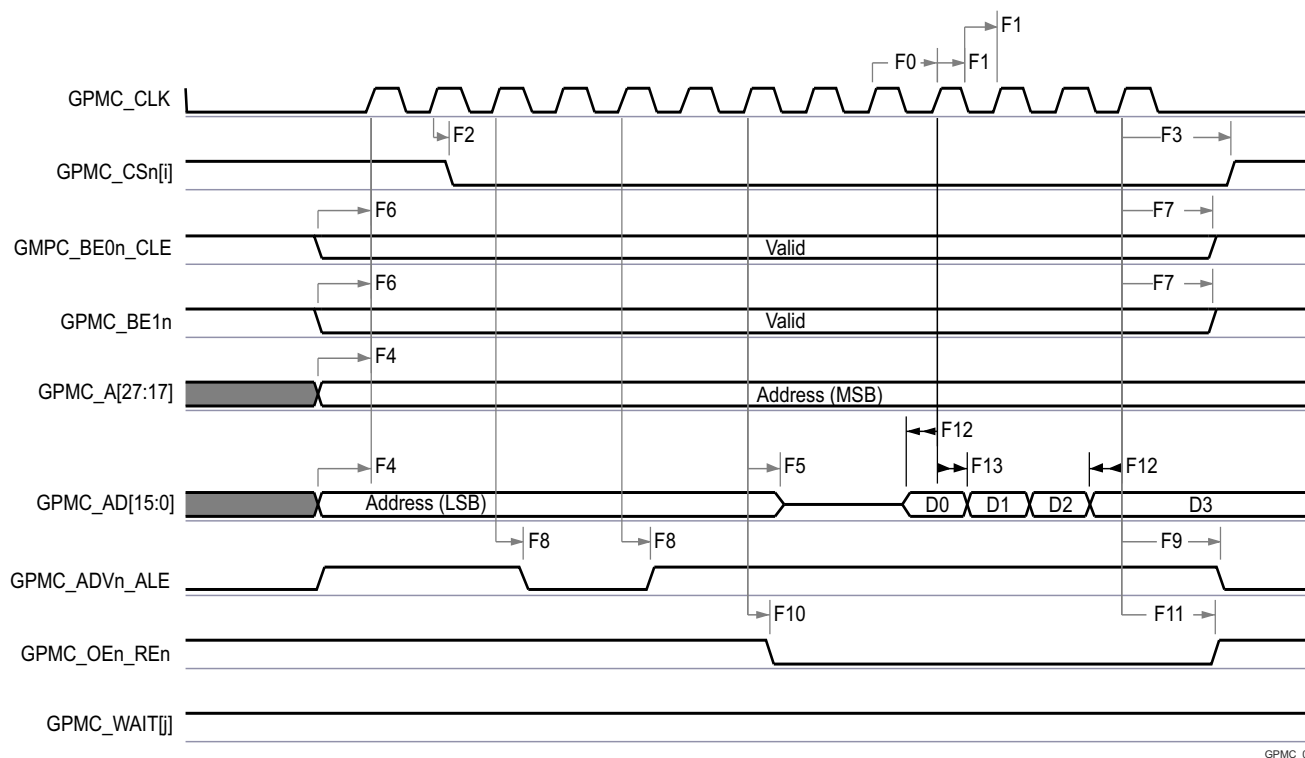 F1
F0 F1
GPMC_CLK
F2 F3
GPMC_CSn[i]
F6 F7
GMPC_BE0n_CLE Valid
F6 F7
GPMC_BE1n Valid
F4
GPMC_A[27:17] Address (MSB)
F12
F4 F5 F13 F12
GPMC_AD[15:0] Address (LSB) D0 D1 D2 D3
F8 F8 F9
GPMC_ADVn_ALE
F10 F11
GPMC_OEn_REn
GPMC_WAIT[j]